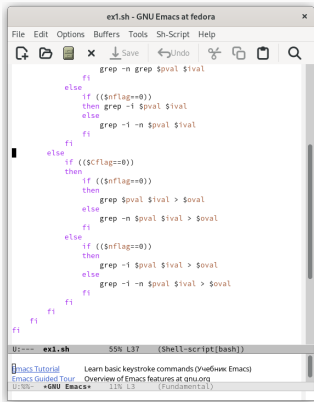 ex1.sh - GNU Emacs at fedora ×
File Edit Options Buffers Tools Sh-Script Help
Save Undo
grep -n grep $pval $ival
fi
else
if (($nflag==0))
then grep -i $pval $ival
else
grep -i -n $pval $ival
fi
fi
else
if (($Cflag==0))
then
if (($nflag==0))
then
grep $pval $ival > $oval
else
grep -n $pval $ival > $oval
fi
else
if (($nflag==0))
then
grep -i $pval $ival > $oval
else
grep -i -n $pval $ival > $oval
fi
fi
fi
fi
fi
U:--- ex1.sh 55% L37 (Shell-script[bash])
Emacs Tutorial Learn basic keystroke commands (Учебник Emacs)
Emacs Guided Tour Overview of Emacs features at gnu.org
U:%%- *GNU Emacs* 11% L3 (Fundamental)